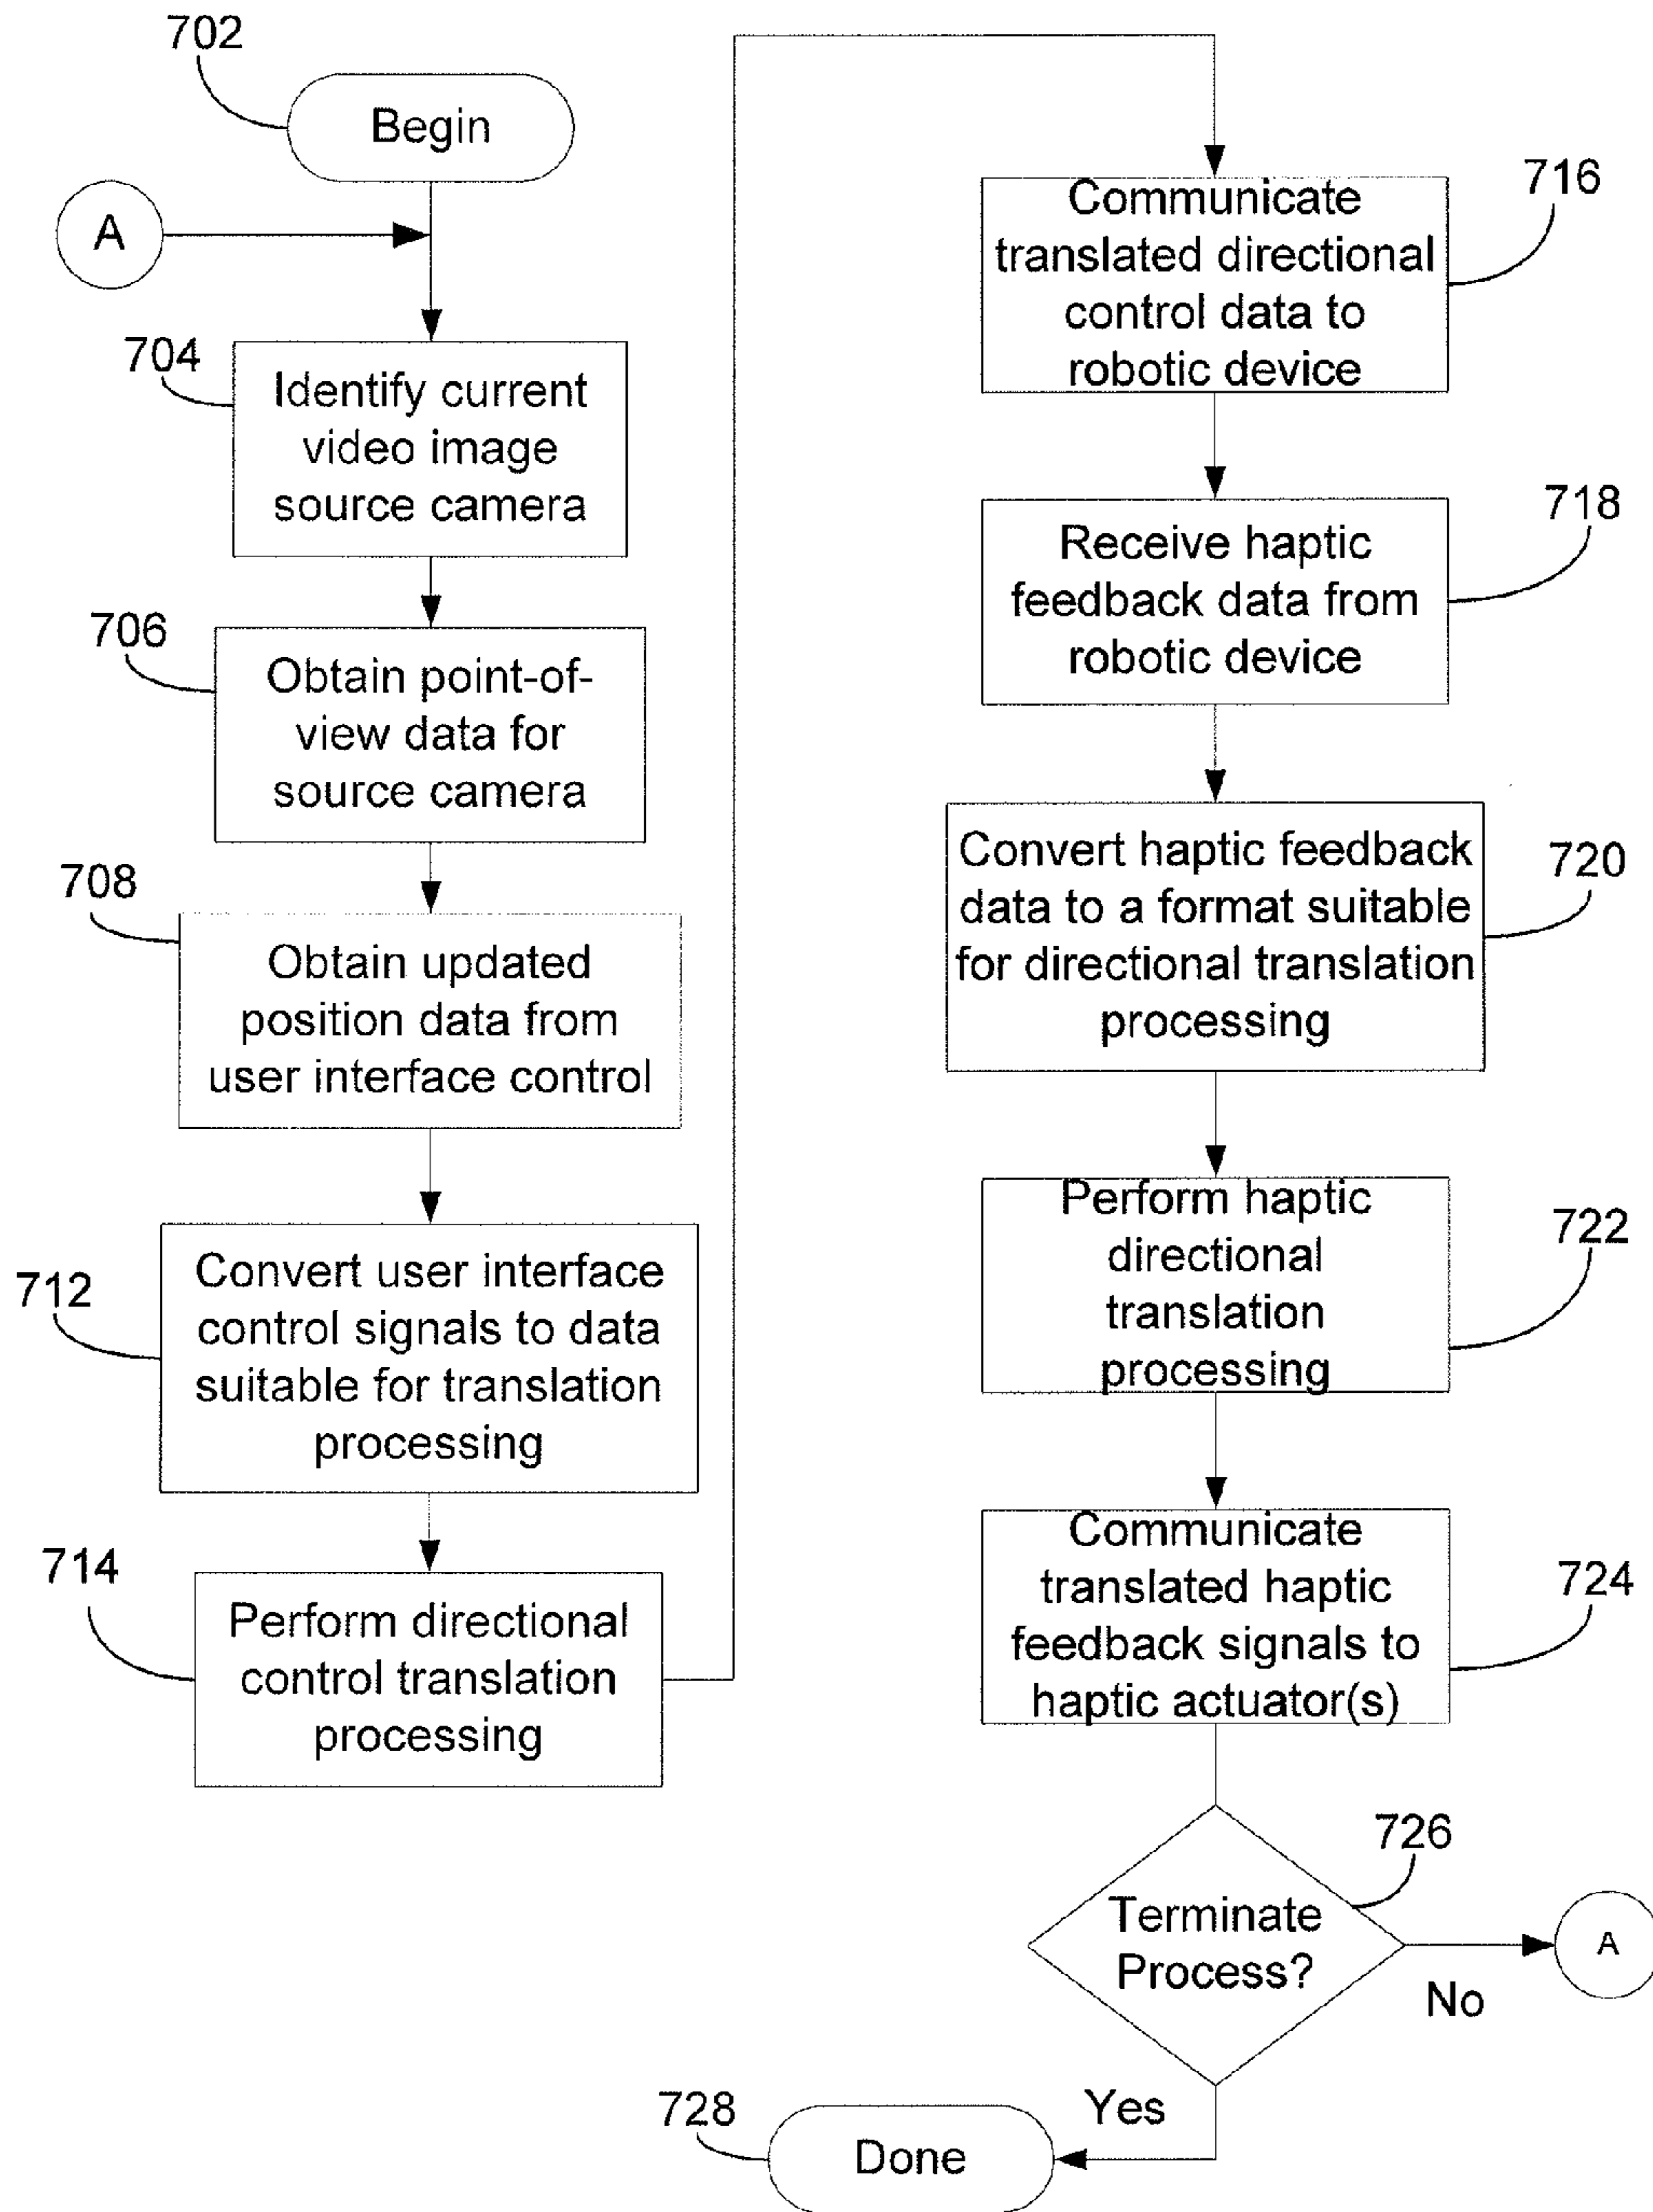 702
Begin
A
704
Identify current
video image
source camera
706
Obtain point-of-
view data for
source camera
708
Obtain updated
position data from
user interface control
712
Convert user interface
control signals to data
suitable for translation
processing
714
Perform directional
control translation
processing
716
Communicate
translated directional
control data to
robotic device
718
Receive haptic
feedback data from
robotic device
720
Convert haptic feedback
data to a format suitable
for directional translation
processing
722
Perform haptic
directional
translation
processing
724
Communicate
translated haptic
feedback signals to
haptic actuator(s)
726
Terminate
Process?
No
A
Yes
728
Done